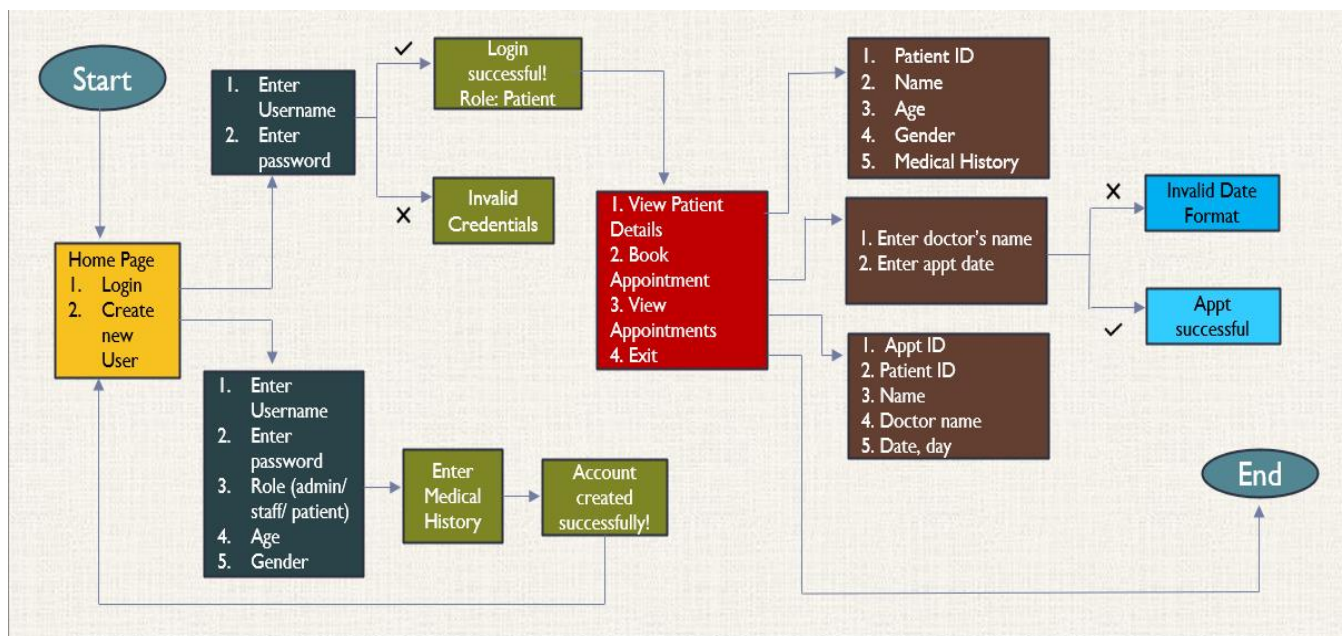 Start
1. Enter
Username
2. Enter
password
✓
Login
successful!
Role: Patient
✗
Invalid
Credentials
Home Page
1. Login
2. Create
new
User
1. Enter
Username
2. Enter
password
3. Role (admin/
staff/ patient)
4. Age
5. Gender
Enter
Medical
History
Account
created
successfully!
1. View Patient
Details
2. Book
Appointment
3. View
Appointments
4. Exit
1. Patient ID
2. Name
3. Age
4. Gender
5. Medical History
1. Enter doctor's name
2. Enter appt date
✗
Invalid Date
Format
✓
Appt
successful
1. Appt ID
2. Patient ID
3. Name
4. Doctor name
5. Date, day
End